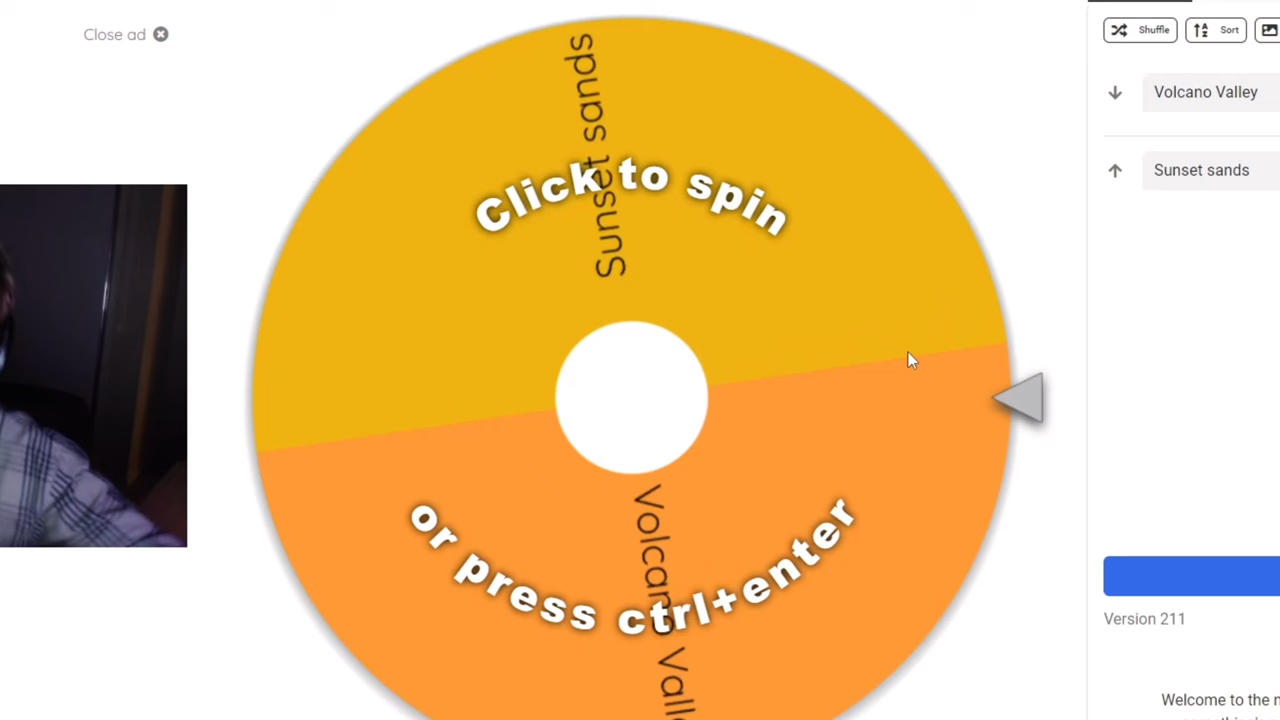 Close ad
Shuffle
Sort
Volcano Valley
Sunset sands
Sunset sands
Click to spin
or press ctrl+enter
Volcano Valle
Version 211
Welcome to the